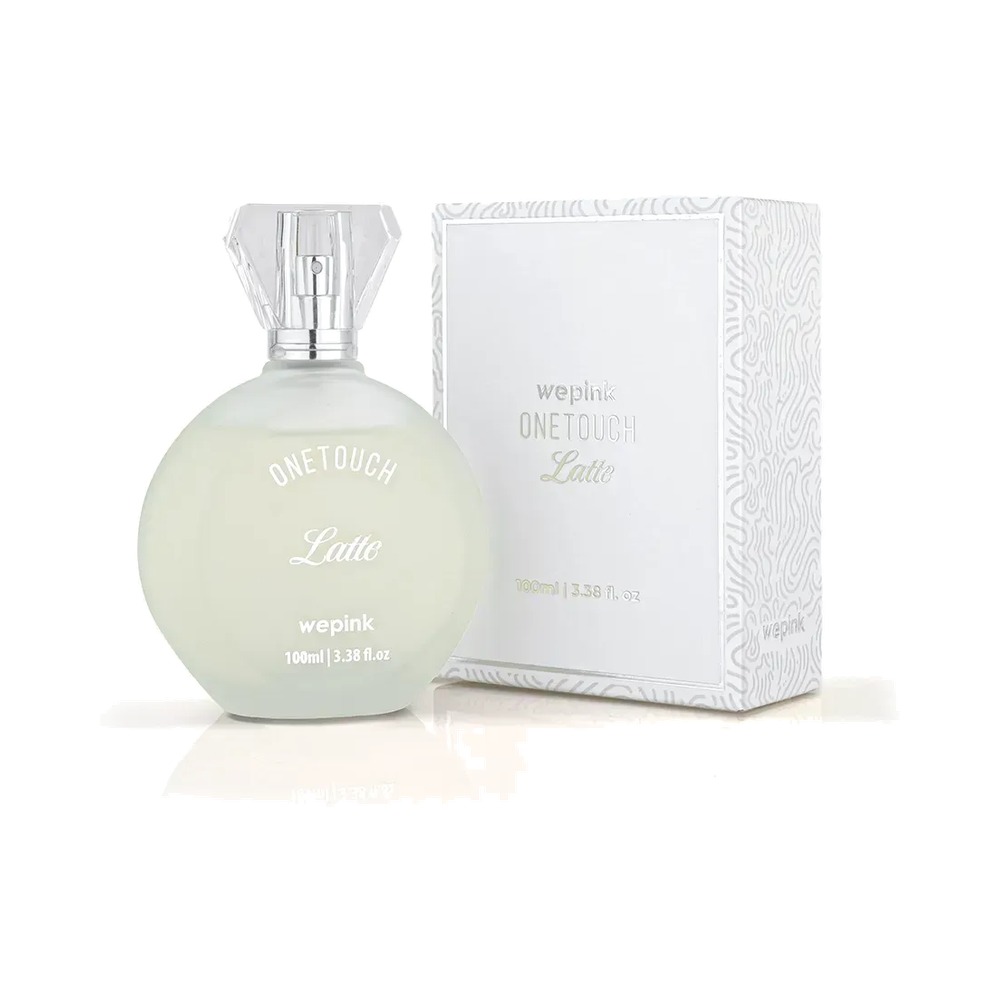 ONETOUCH
Latte
wepink
100ml | 3.38 fl.oz
wepink
ONETOUCH
Latte
100ml | 3.38 fl. oz
wepink